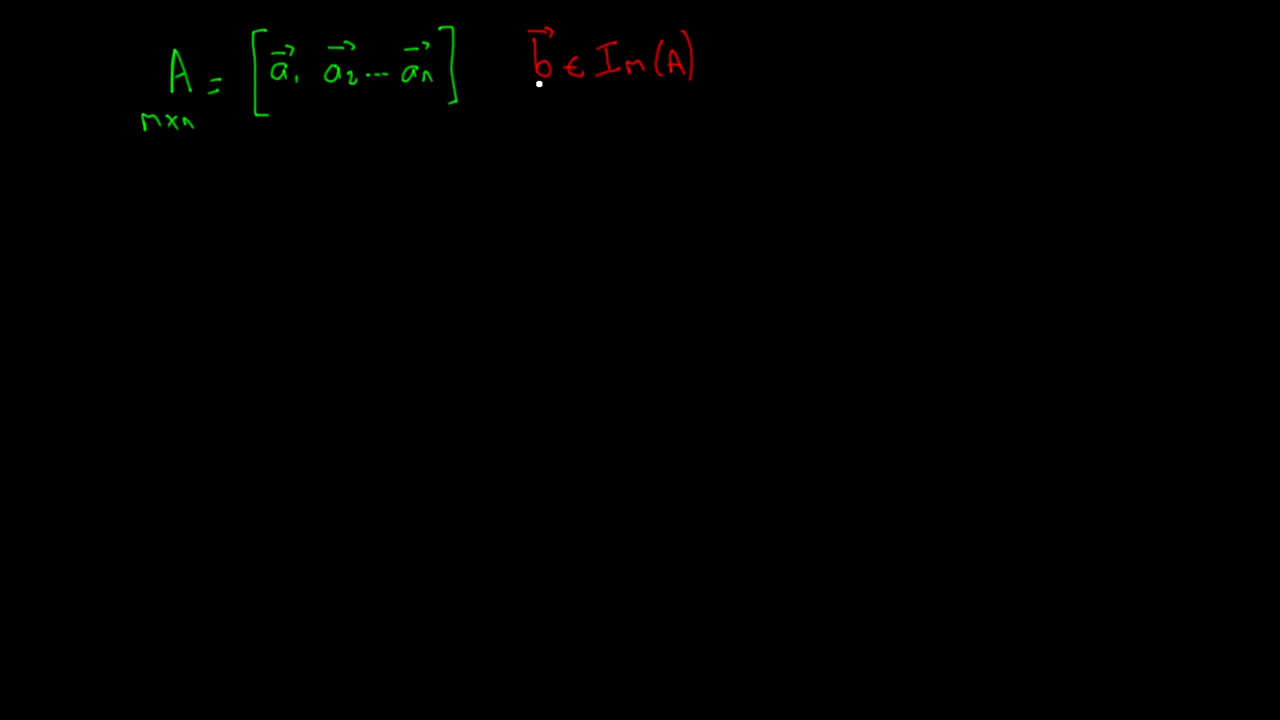 A = [a⃗₁ a⃗₂ ... a⃗ₙ] b⃗ ∈ Im(A)
m×n